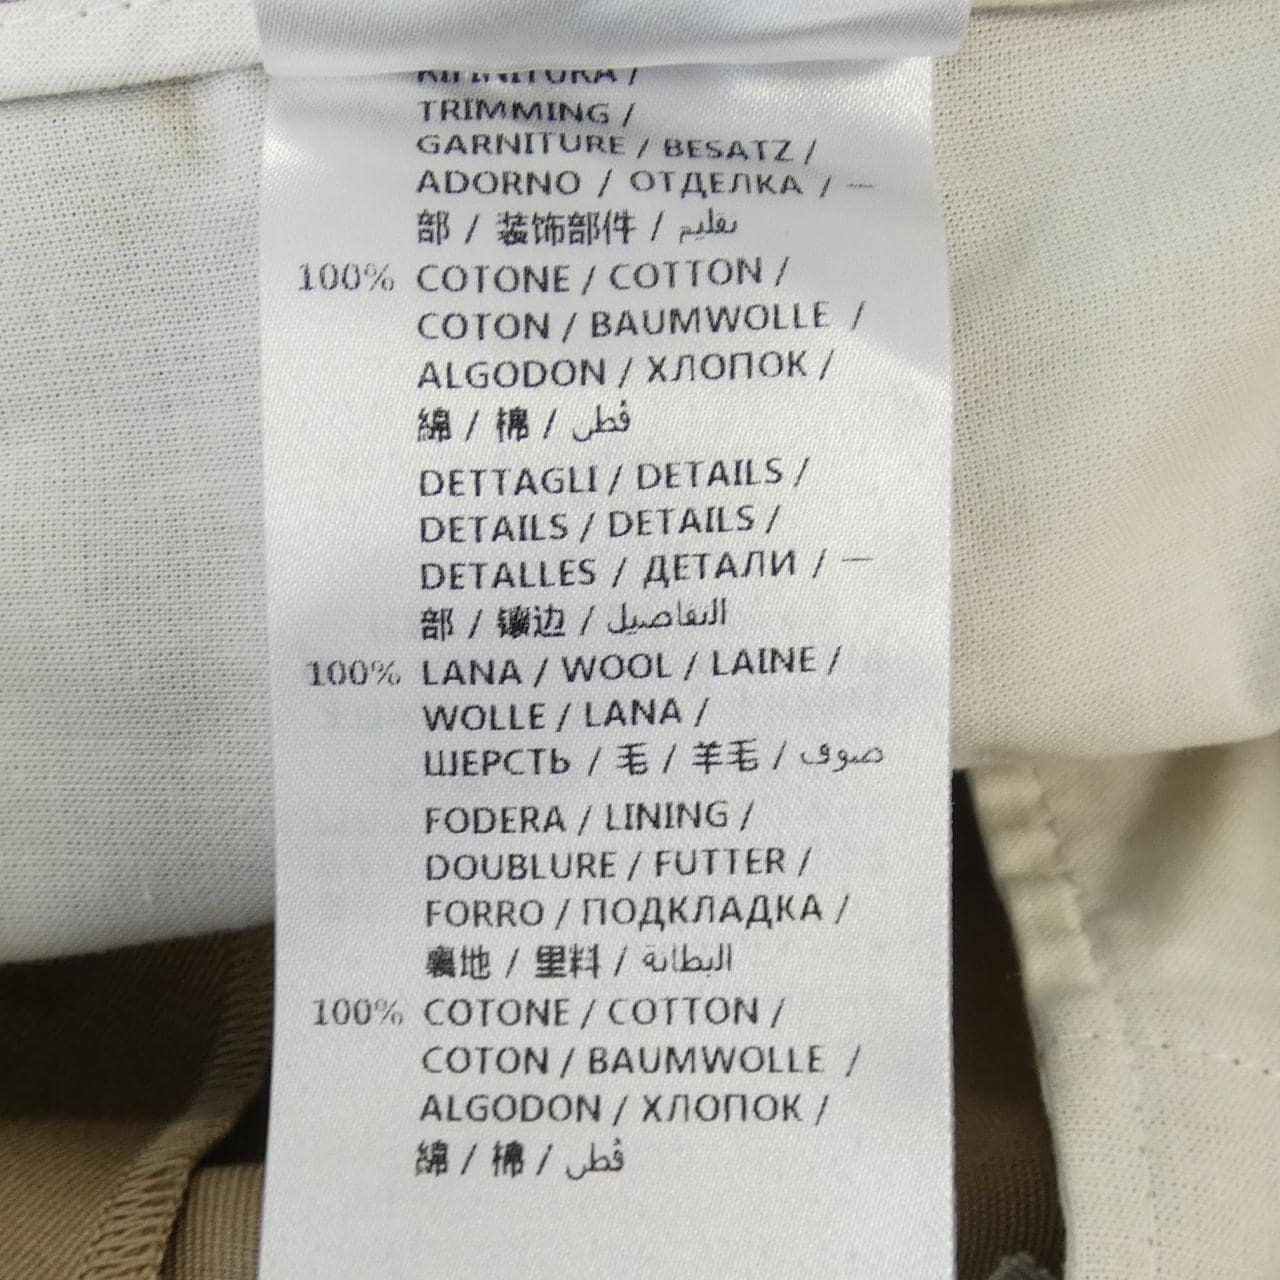 RIFINITURA /
TRIMMING /
GARNITURE / BESATZ /
ADORNO / ОТДЕЛКА / 一
部 / 装饰部件 / تقليم
100% COTONE / COTTON /
COTON / BAUMWOLLE /
ALGODON / ХЛОПОК /
綿 / 棉 / قطن
DETTAGLI / DETAILS /
DETAILS / DETAILS /
DETALLES / ДЕТАЛИ / 一
部 / 镶边 / التفاصيل
100% LANA / WOOL / LAINE /
WOLLE / LANA /
ШЕРСТЬ / 毛 / 羊毛 / صوف
FODERA / LINING /
DOUBLURE / FUTTER /
FORRO / ПОДКЛАДКА /
裏地 / 里料 / البطانة
100% COTONE / COTTON /
COTON / BAUMWOLLE /
ALGODON / ХЛОПОК /
綿 / 棉 / قطن